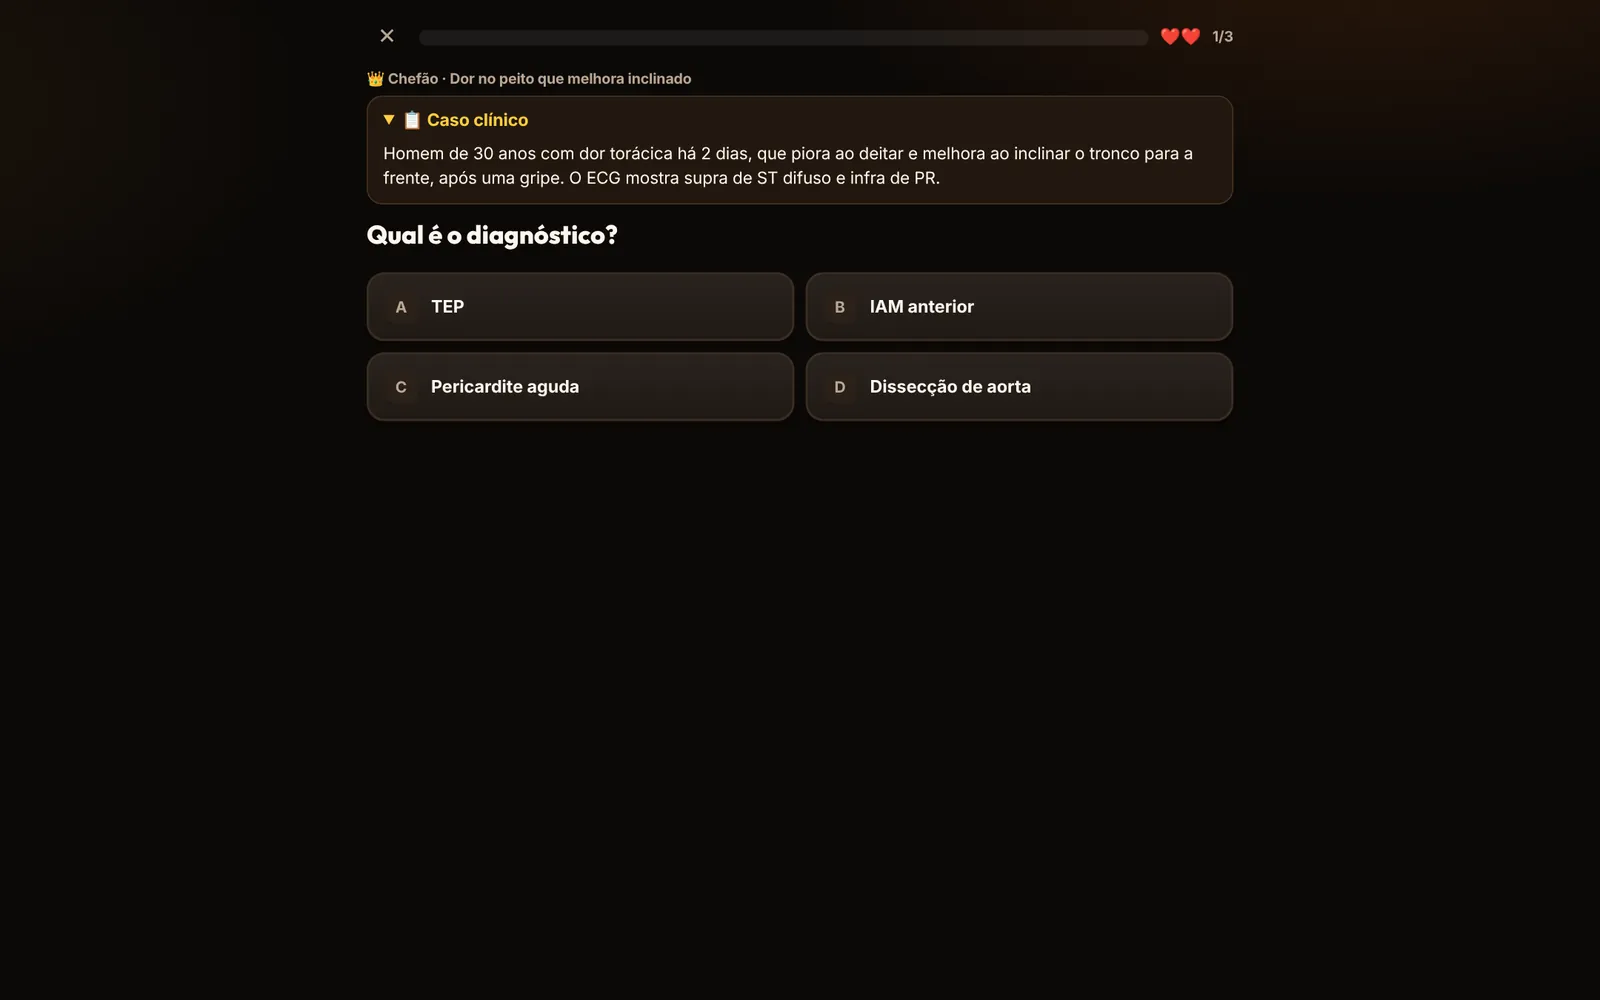 ✕ ❤️❤️ 1/3
👑 Chefão · Dor no peito que melhora inclinado
▼ 📋 Caso clínico
Homem de 30 anos com dor torácica há 2 dias, que piora ao deitar e melhora ao inclinar o tronco para a
frente, após uma gripe. O ECG mostra supra de ST difuso e infra de PR.
Qual é o diagnóstico?
A TEP
B IAM anterior
C Pericardite aguda
D Dissecção de aorta